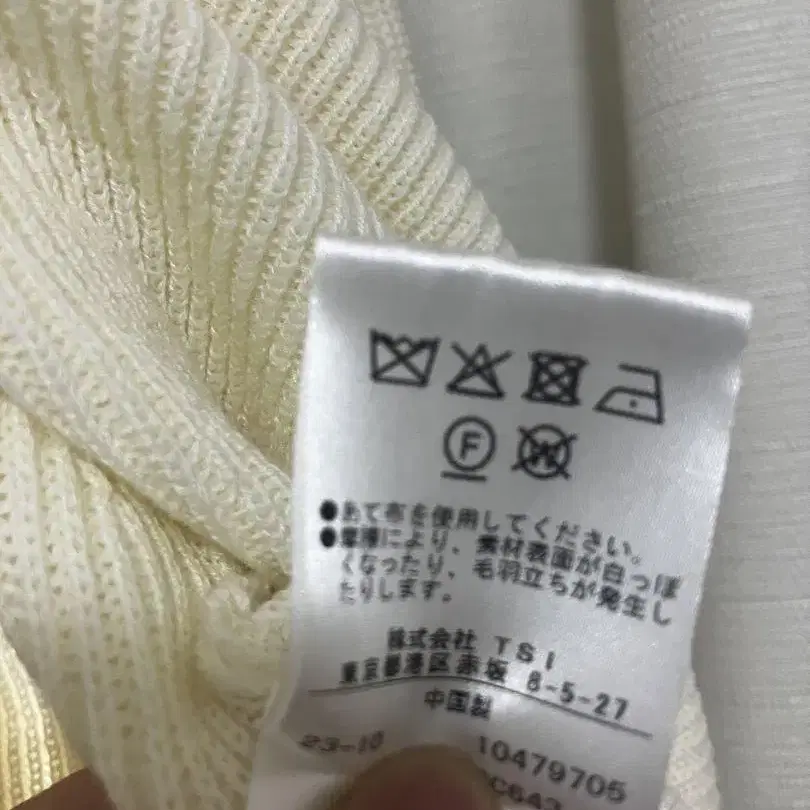 F
W
●あて布を使用してください。
●摩擦により、素材表面が白っぽ
くなったり、毛羽立ちが発生し
たりします。
株式会社 TSI
東京都港区赤坂 8-5-27
中国製
23-10 10479705